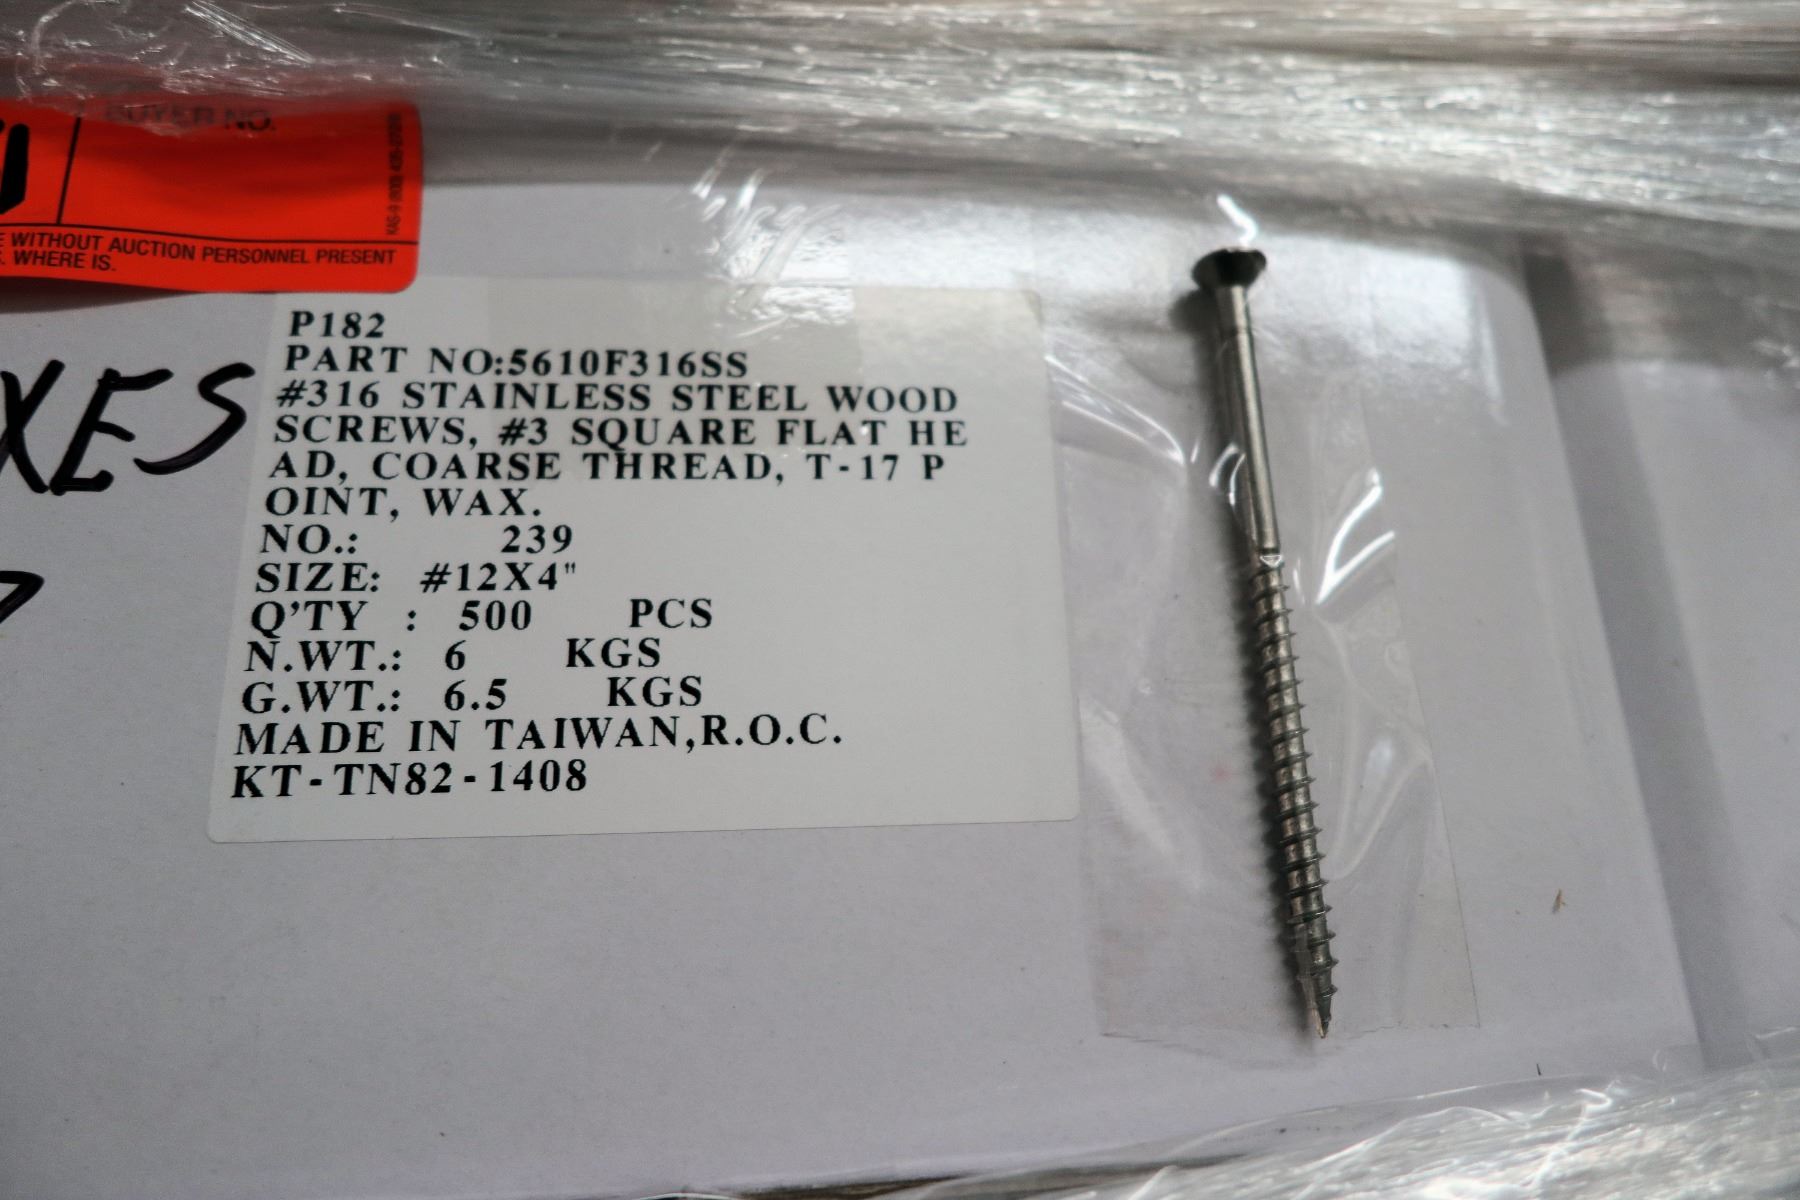 BUYER NO.
WITHOUT AUCTION PERSONNEL PRESENT
WHERE IS.
XES
P182
PART NO:5610F316SS
#316 STAINLESS STEEL WOOD
SCREWS, #3 SQUARE FLAT HE
AD, COARSE THREAD, T-17 P
OINT, WAX.
NO.: 239
SIZE: #12X4"
Q'TY : 500 PCS
N.WT.: 6 KGS
G.WT.: 6.5 KGS
MADE IN TAIWAN,R.O.C.
KT-TN82-1408